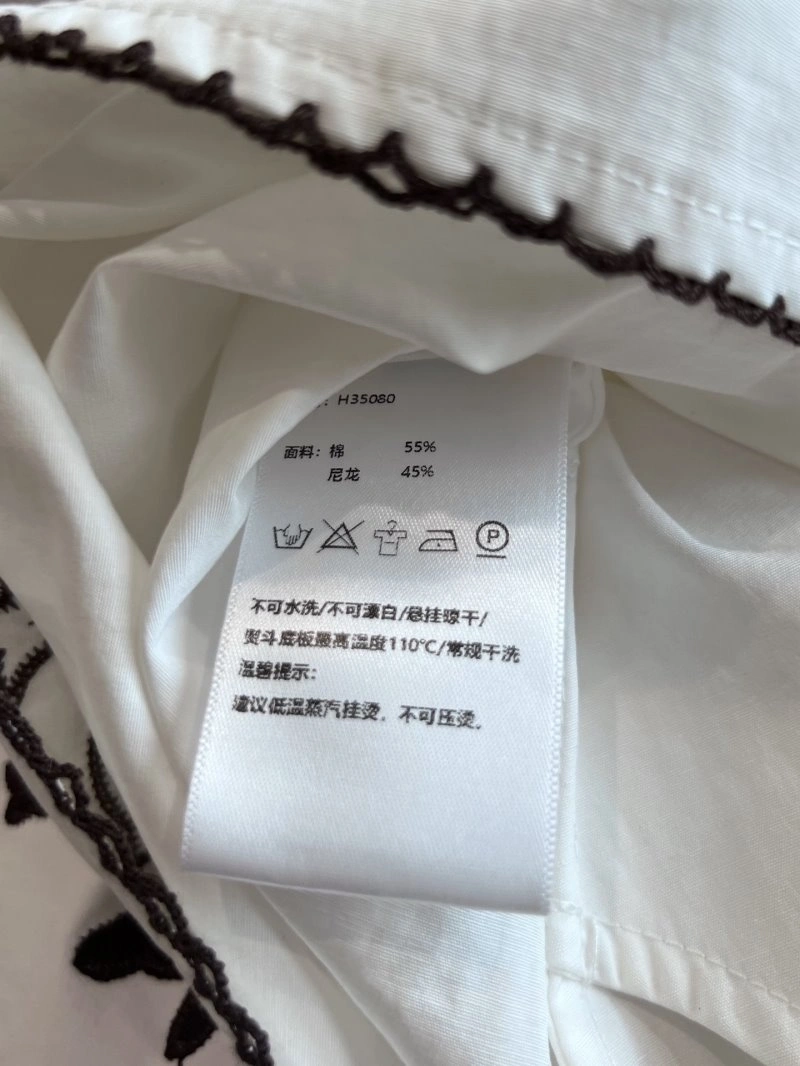 : H35080
面料: 棉 55%
尼龙 45%
P
不可水洗/不可漂白/悬挂晾干/
熨斗底板最高温度110℃/常规干洗
温馨提示:
建议低温蒸汽挂烫, 不可压烫。